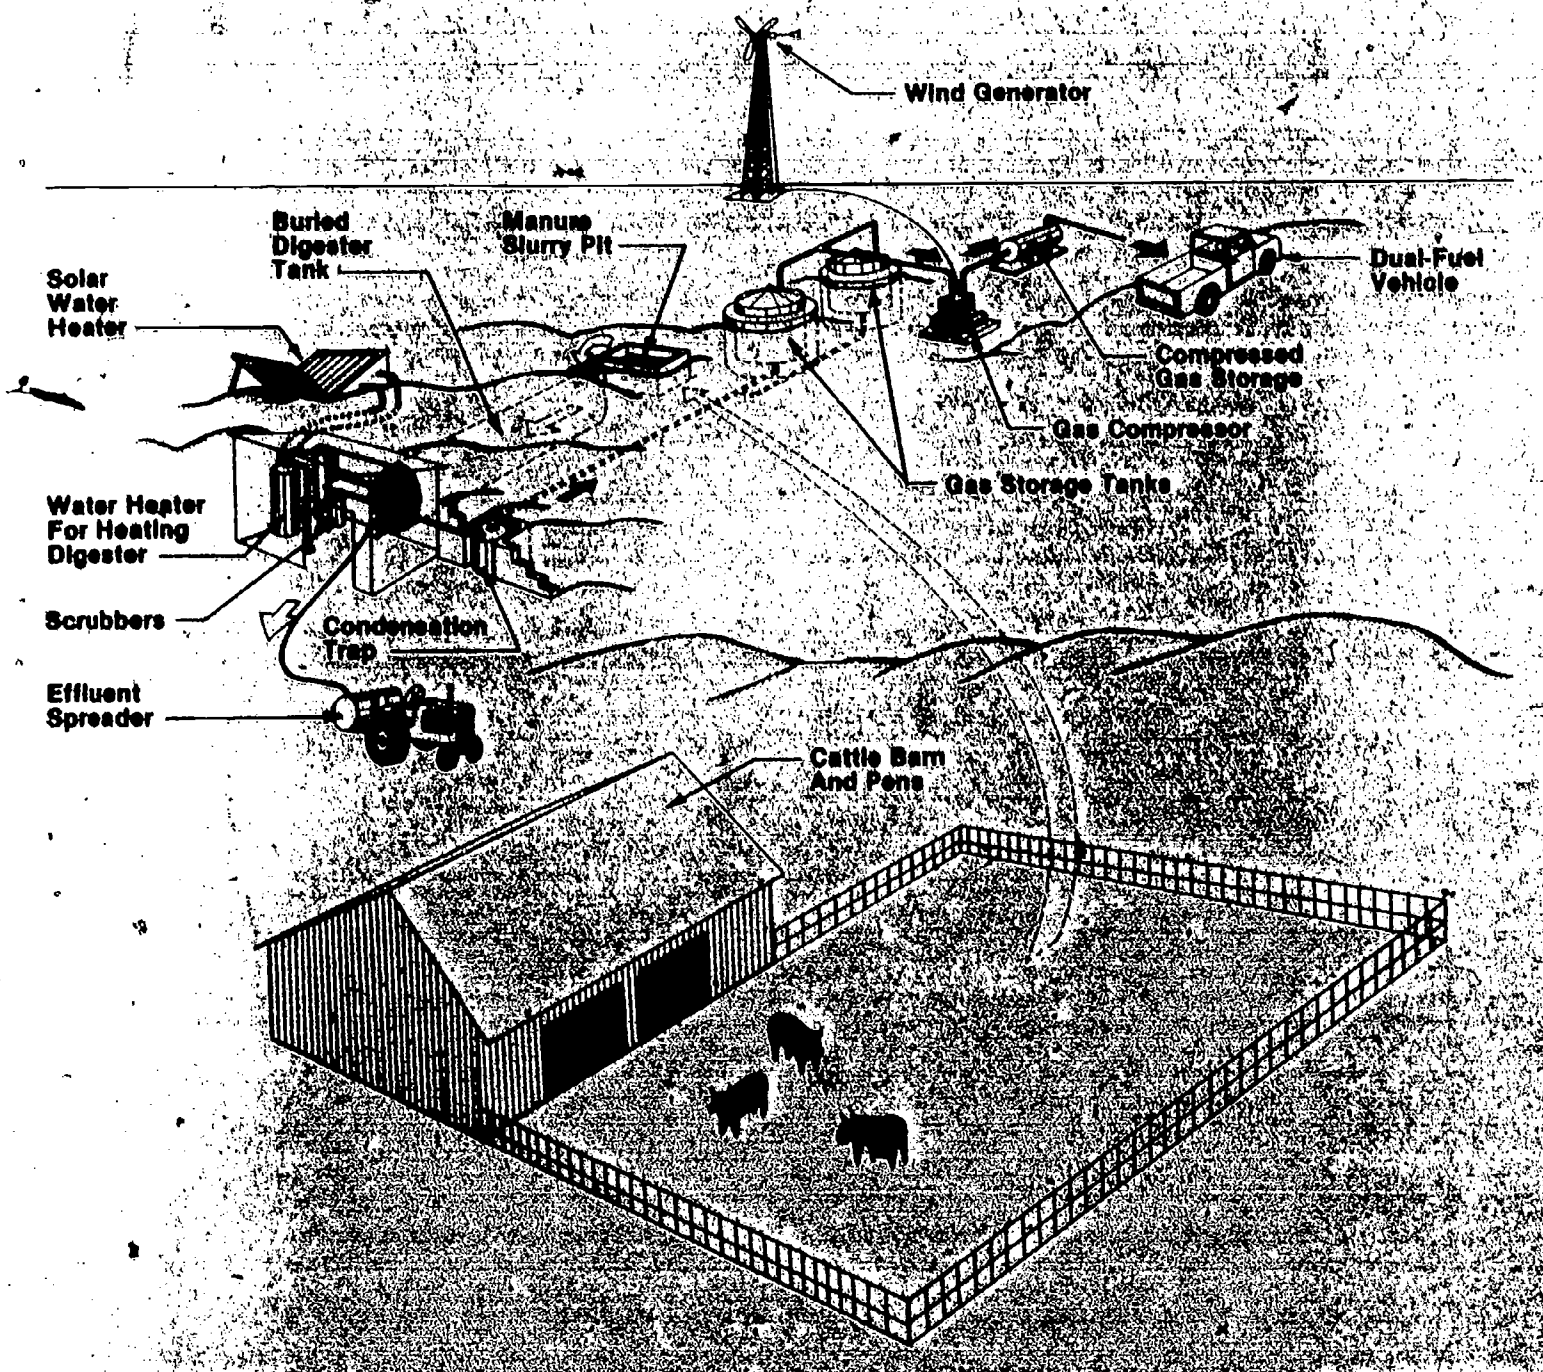 Wind Generator
Buried
Digester
Tank
Manure
Slurry Pit
Solar
Water
Heater
Dual-Fuel
Vehicle
Compressed
Gas Storage
Gas Compressor
Gas Storage Tanks
Water Heater
For Heating
Digester
Scrubbers
Condensation
Trap
Effluent
Spreader
Cattle Barn
And Pens